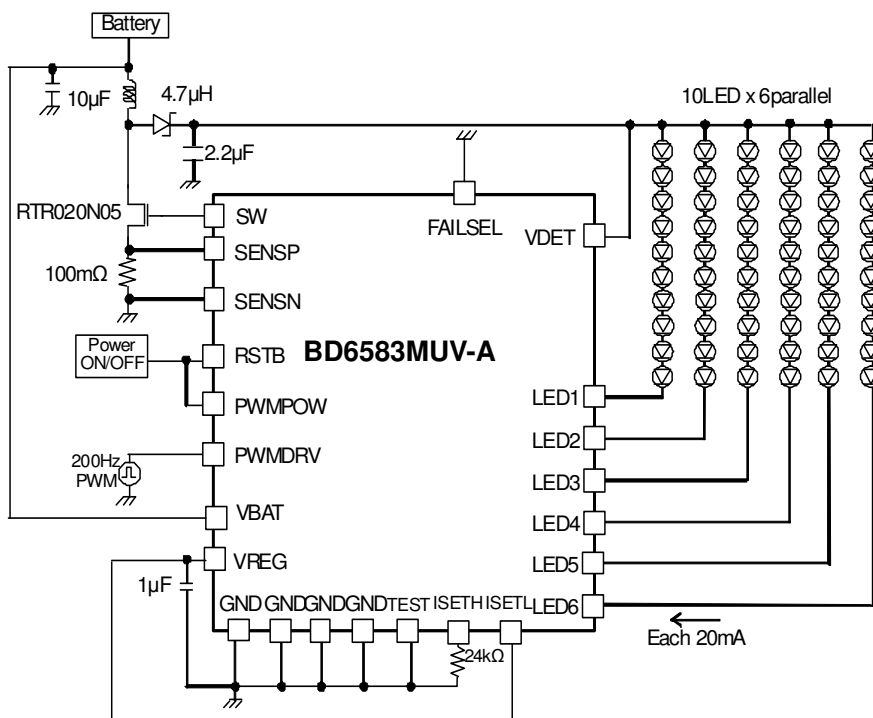 Battery
10µF
4.7µH
10LED x 6parallel
2.2µF
RTR020N05
SW
FAILSEL
VDET
SENSP
100mΩ
SENSN
Power
ON/OFF
RSTB
BD6583MUV-A
PWMPOW
LED1
200Hz
PWM
PWMDRV
LED2
LED3
VBAT
LED4
VREG
LED5
1µF
GND
GND
GND
GND
TEST
ISETH
ISETL
LED6
24kΩ
Each 20mA